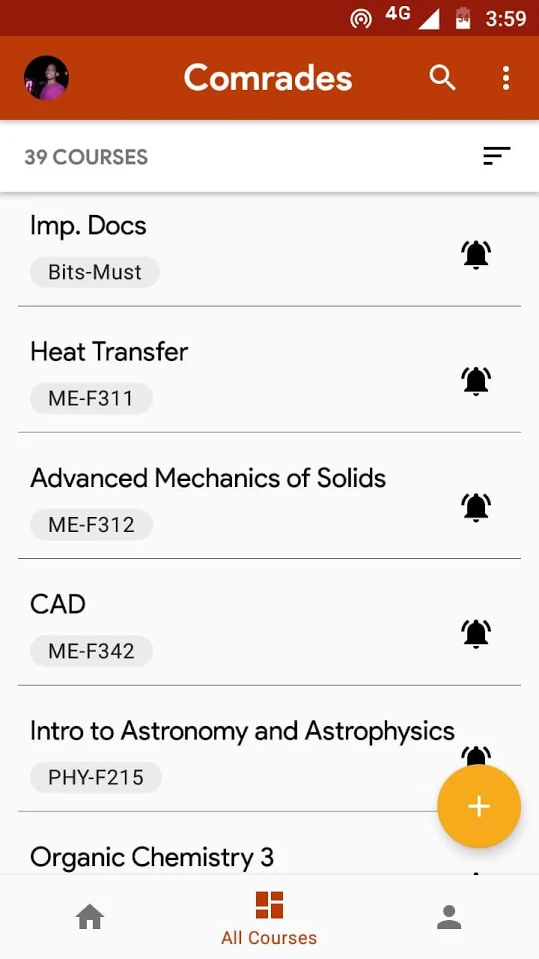 4G 54 3:59
Comrades
39 COURSES
Imp. Docs
Bits-Must
Heat Transfer
ME-F311
Advanced Mechanics of Solids
ME-F312
CAD
ME-F342
Intro to Astronomy and Astrophysics
PHY-F215
Organic Chemistry 3
All Courses